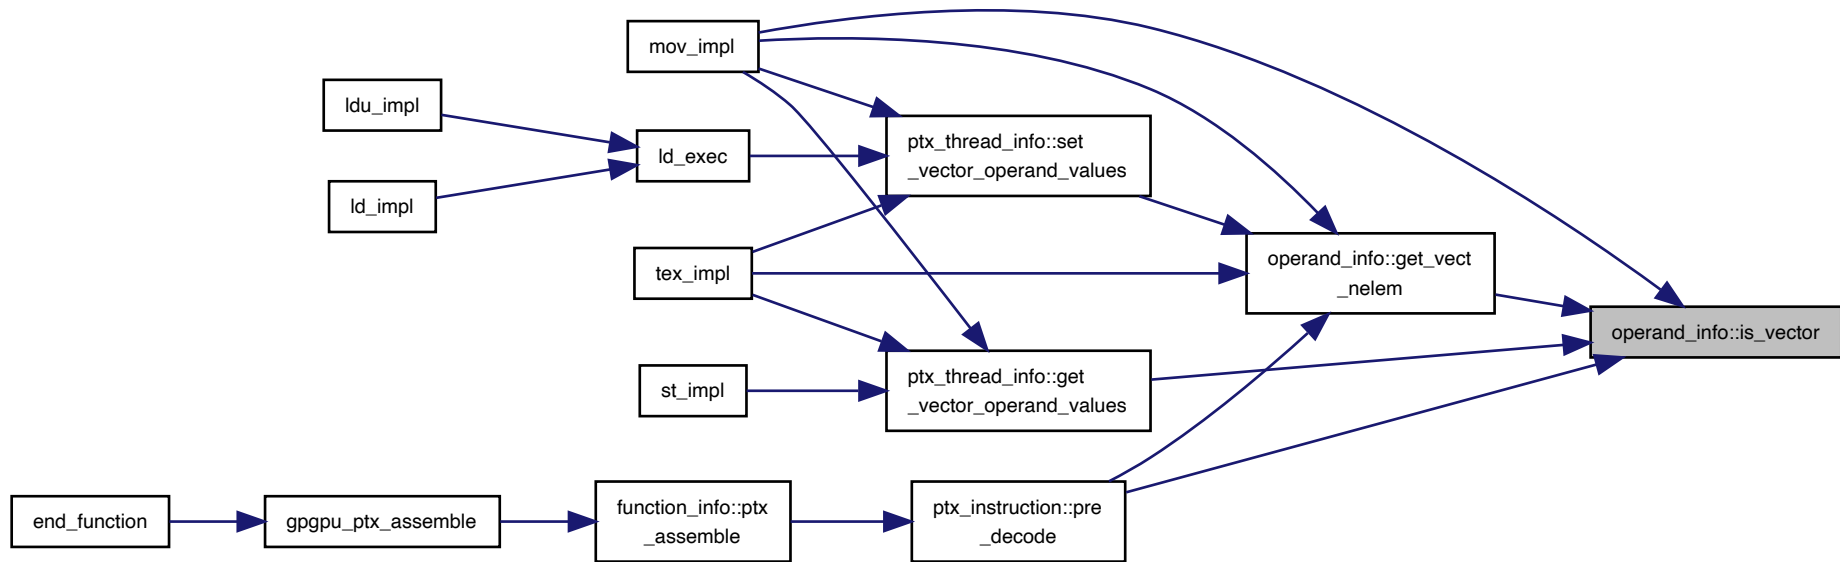 mov_impl
ldu_impl
ld_exec
ld_impl
ptx_thread_info::set
_vector_operand_values
tex_impl
operand_info::get_vect
_nelem
operand_info::is_vector
st_impl
ptx_thread_info::get
_vector_operand_values
end_function
gpgpu_ptx_assemble
function_info::ptx
_assemble
ptx_instruction::pre
_decode